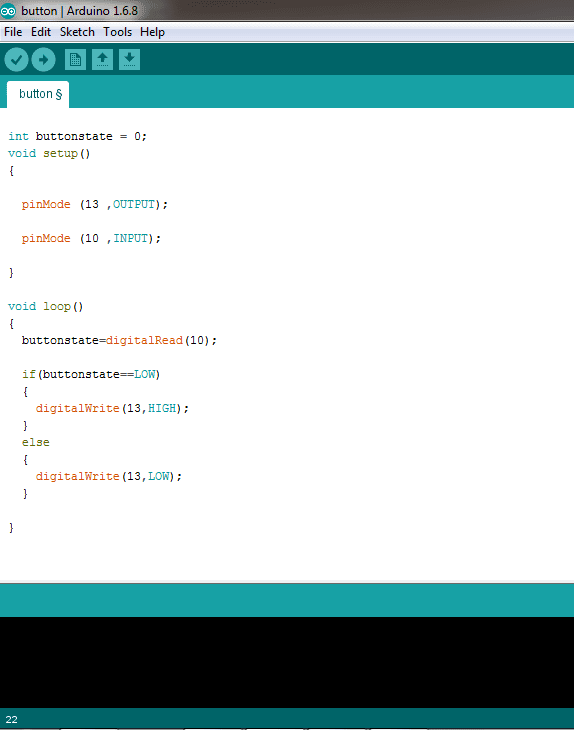 button | Arduino 1.6.8
File Edit Sketch Tools Help
button §
int buttonstate = 0;
void setup()
{
  pinMode (13 ,OUTPUT);
  pinMode (10 ,INPUT);
}
void loop()
{
  buttonstate=digitalRead(10);
  if(buttonstate==LOW)
  {
    digitalWrite(13,HIGH);
  }
  else
  {
    digitalWrite(13,LOW);
  }
}
22